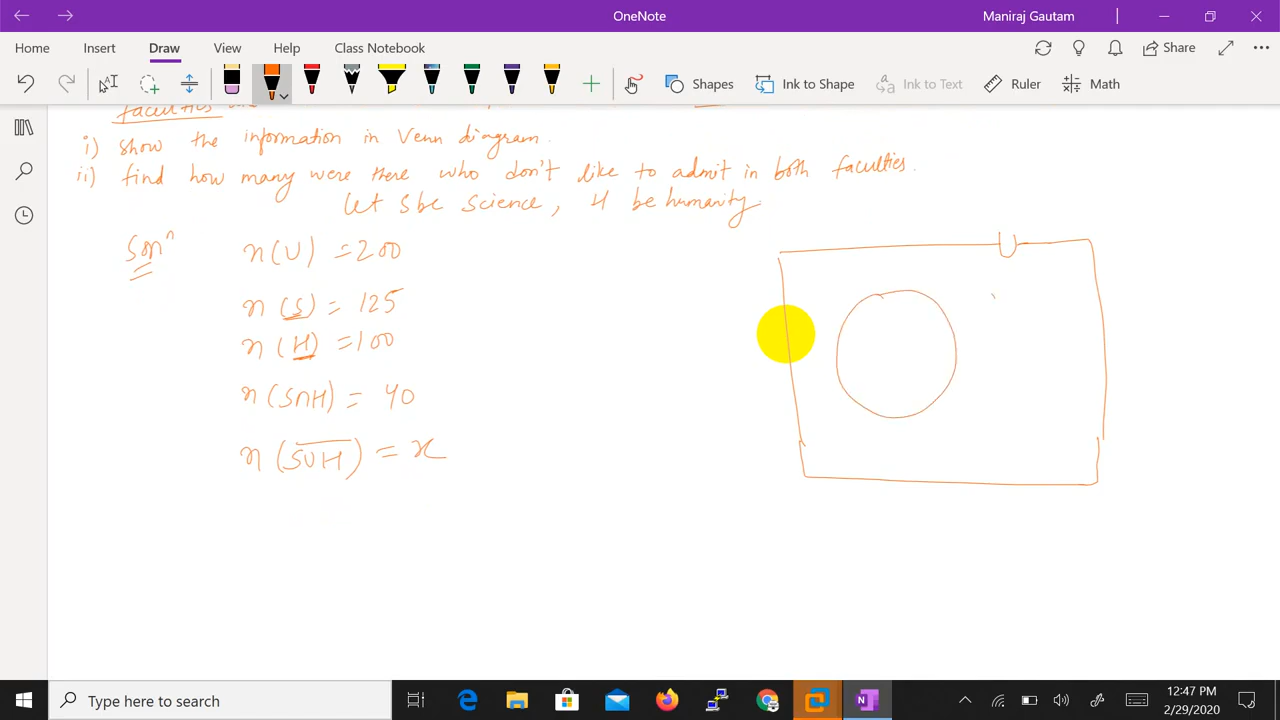 OneNote
Maniraj Gautam
Home Insert Draw View Help Class Notebook
Share
Shapes Ink to Shape Ink to Text Ruler Math
faculties
i) show the information in Venn diagram.
ii) find how many were there who don't like to admit in both faculties.
let S be science, H be humanity.
Solⁿ
n(U) = 200
U
n(S) = 125
n(H) = 100
n(S∩H) = 40
n(S̅U̅H̅) = x
Type here to search
12:47 PM
2/29/2020